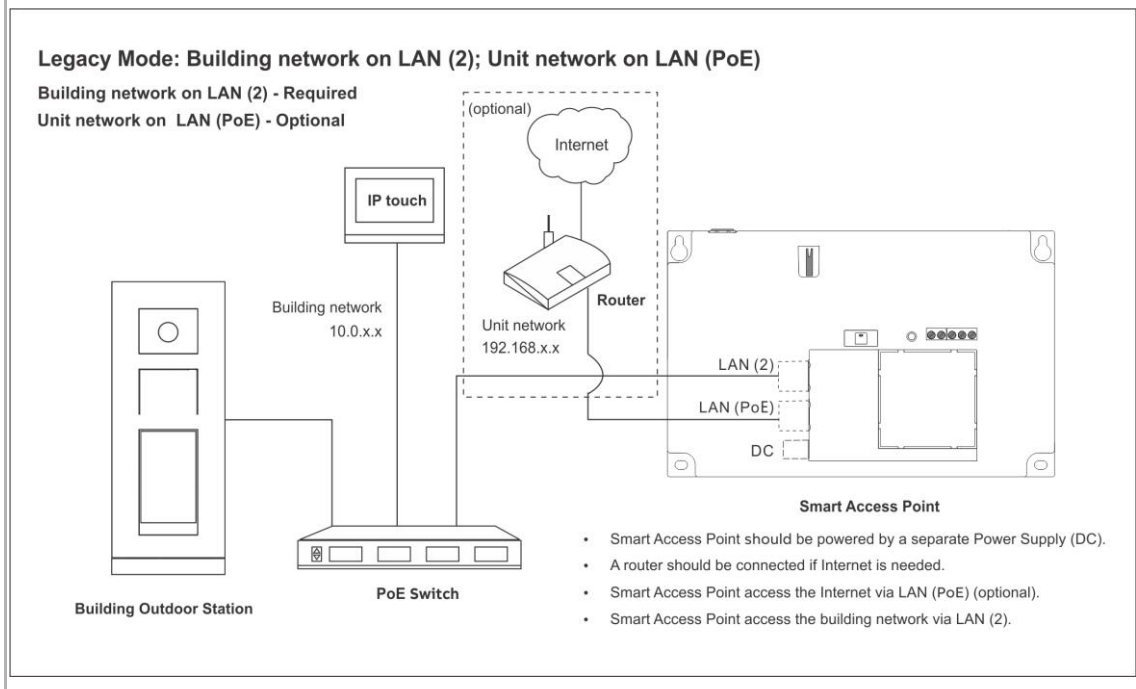 Legacy Mode: Building network on LAN (2); Unit network on LAN (PoE)
Building network on LAN (2) - Required
Unit network on LAN (PoE) - Optional
(optional)
Internet
IP touch
Router
Building network
10.0.x.x
Unit network
192.168.x.x
LAN (2)
LAN (PoE)
DC
Smart Access Point
PoE Switch
Building Outdoor Station
• Smart Access Point should be powered by a separate Power Supply (DC).
• A router should be connected if Internet is needed.
• Smart Access Point access the Internet via LAN (PoE) (optional).
• Smart Access Point access the building network via LAN (2).